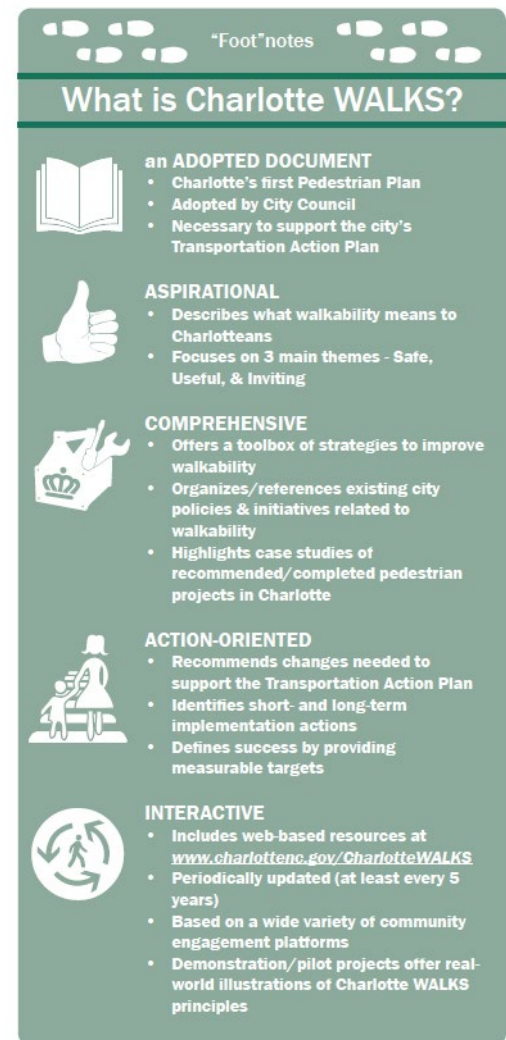 "Foot"notes
What is Charlotte WALKS?
an ADOPTED DOCUMENT
• Charlotte's first Pedestrian Plan
• Adopted by City Council
• Necessary to support the city's
Transportation Action Plan
ASPIRATIONAL
• Describes what walkability means to
Charlotteans
• Focuses on 3 main themes - Safe,
Useful, & Inviting
COMPREHENSIVE
• Offers a toolbox of strategies to improve
walkability
• Organizes/references existing city
policies & initiatives related to
walkability
• Highlights case studies of
recommended/completed pedestrian
projects in Charlotte
ACTION-ORIENTED
• Recommends changes needed to
support the Transportation Action Plan
• Identifies short- and long-term
implementation actions
• Defines success by providing
measurable targets
INTERACTIVE
• Includes web-based resources at
www.charlottenc.gov/CharlotteWALKS
• Periodically updated (at least every 5
years)
• Based on a wide variety of community
engagement platforms
• Demonstration/pilot projects offer real-
world illustrations of Charlotte WALKS
principles